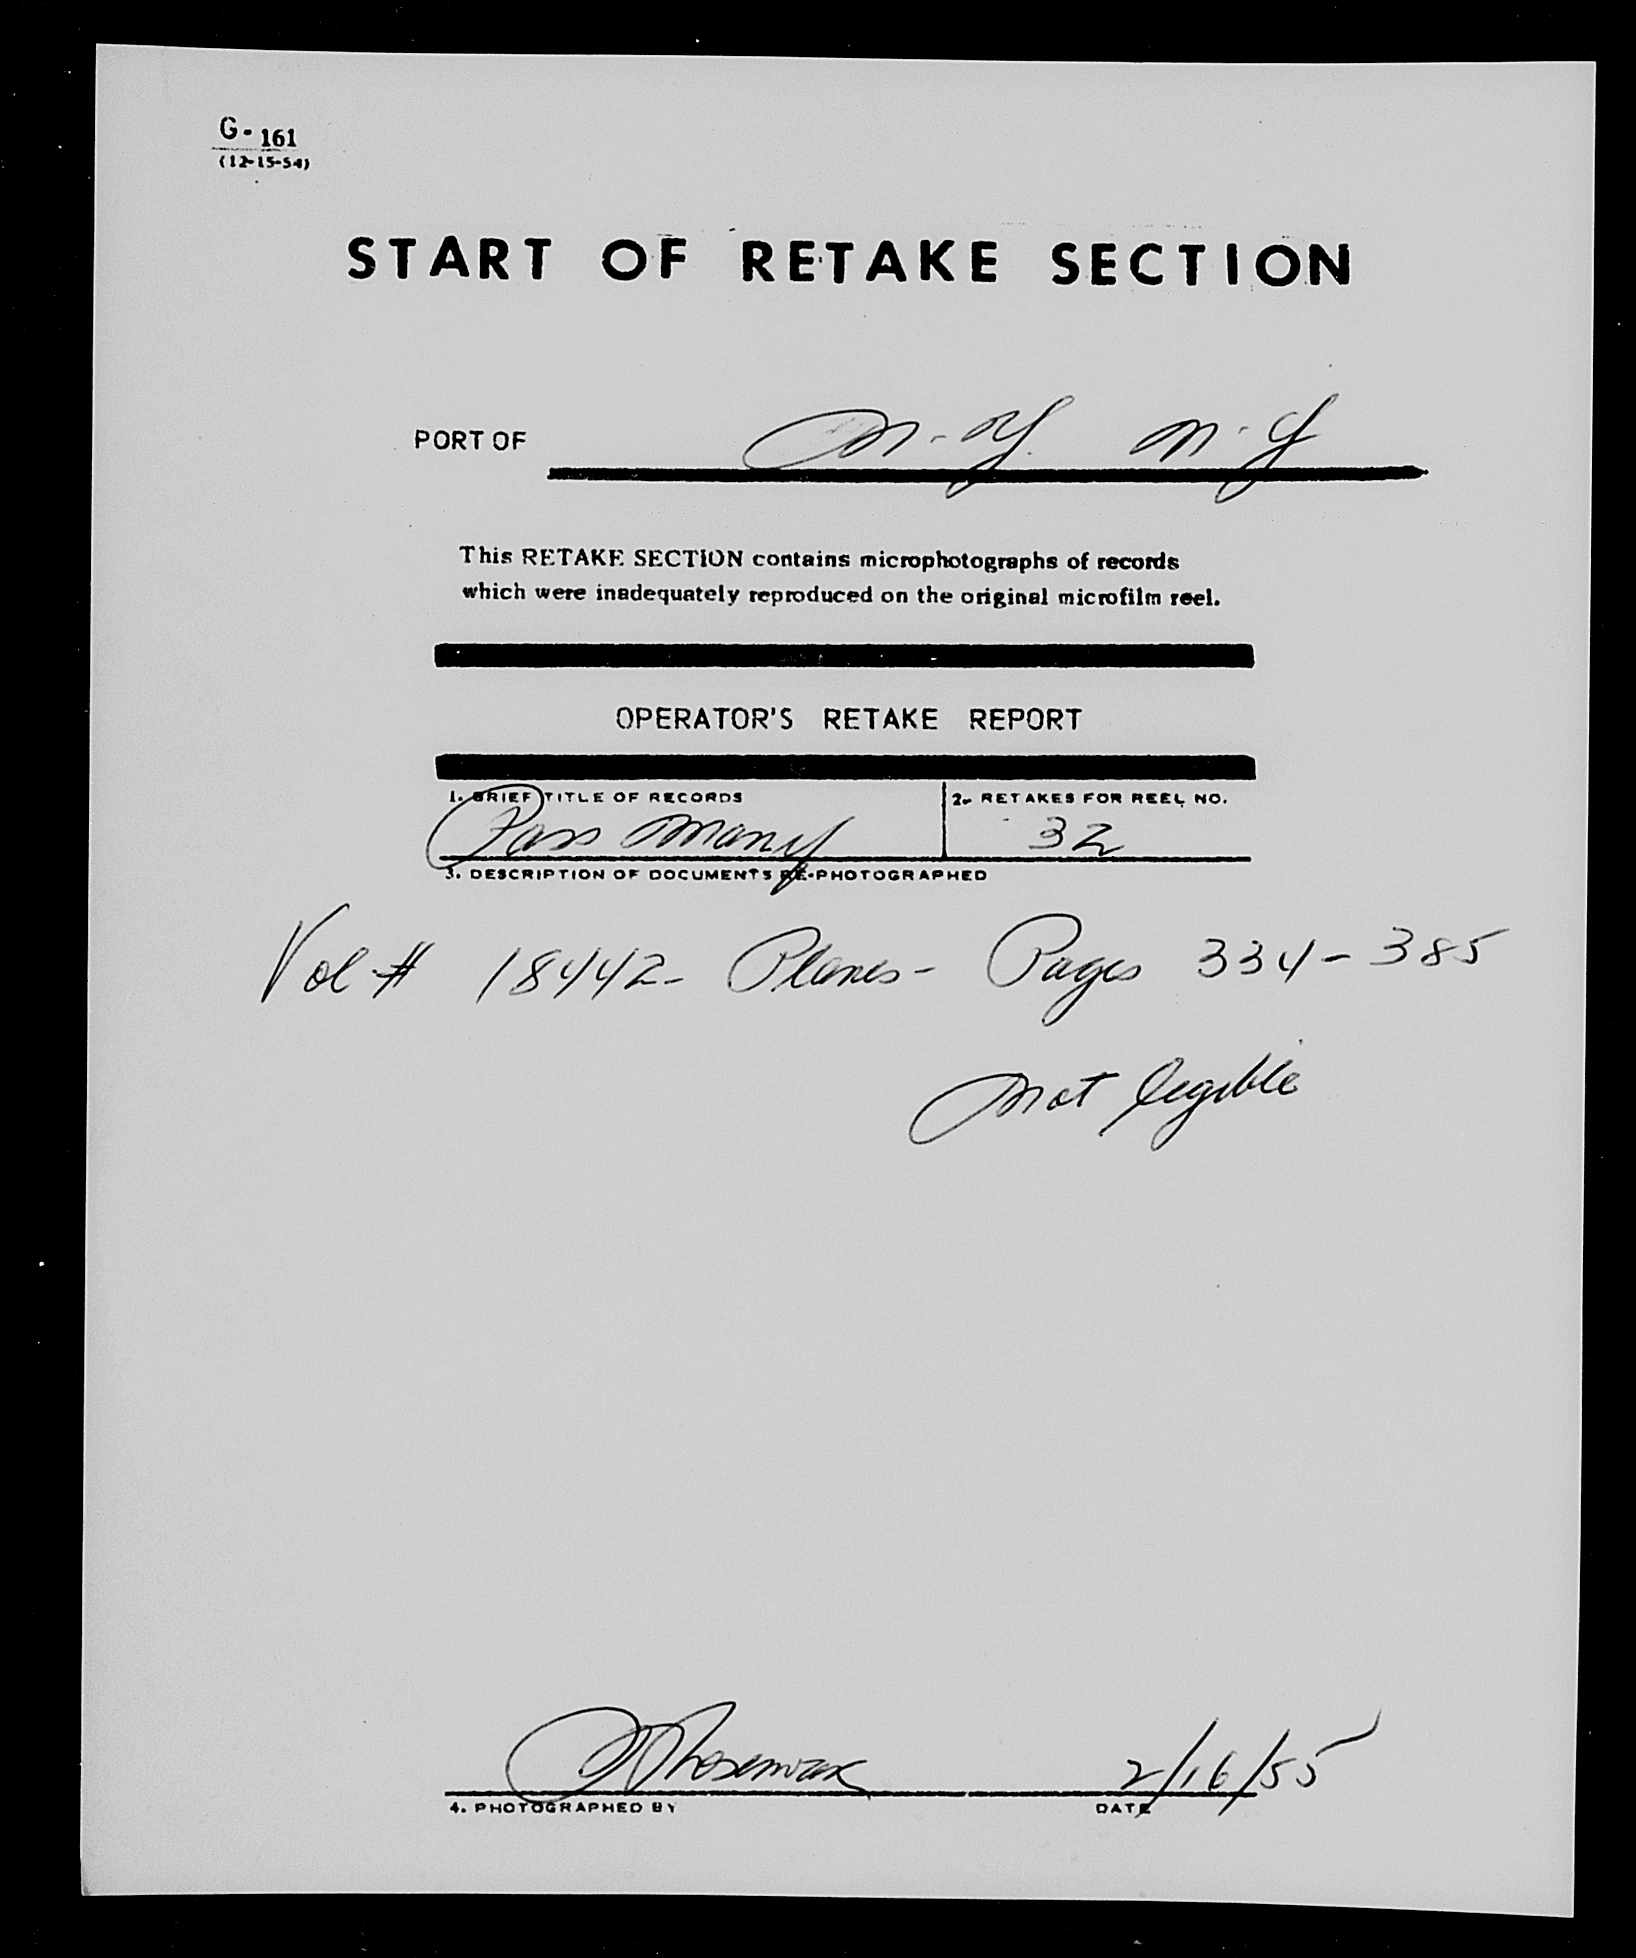 G-161
(12-15-54)
START OF RETAKE SECTION
PORT OF N.Y. N.Y
This RETAKE SECTION contains microphotographs of records
which were inadequately reproduced on the original microfilm reel.
OPERATOR'S RETAKE REPORT
1. BRIEF TITLE OF RECORDS 2. RETAKES FOR REEL NO.
Pass Many 32
3. DESCRIPTION OF DOCUMENTS RE-PHOTOGRAPHED
Vol # 18442- Planes- Pages 334-385
Not legible
2/16/55
4. PHOTOGRAPHED BY DATE